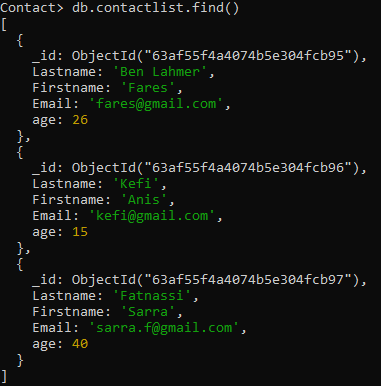 Contact> db.contactlist.find()
[
  {
    _id: ObjectId("63af55f4a4074b5e304fcb95"),
    Lastname: 'Ben Lahmer',
    Firstname: 'Fares',
    Email: 'fares@gmail.com',
    age: 26
  },
  {
    _id: ObjectId("63af55f4a4074b5e304fcb96"),
    Lastname: 'Kefi',
    Firstname: 'Anis',
    Email: 'kefi@gmail.com',
    age: 15
  },
  {
    _id: ObjectId("63af55f4a4074b5e304fcb97"),
    Lastname: 'Fatnassi',
    Firstname: 'Sarra',
    Email: 'sarra.f@gmail.com',
    age: 40
  }
]